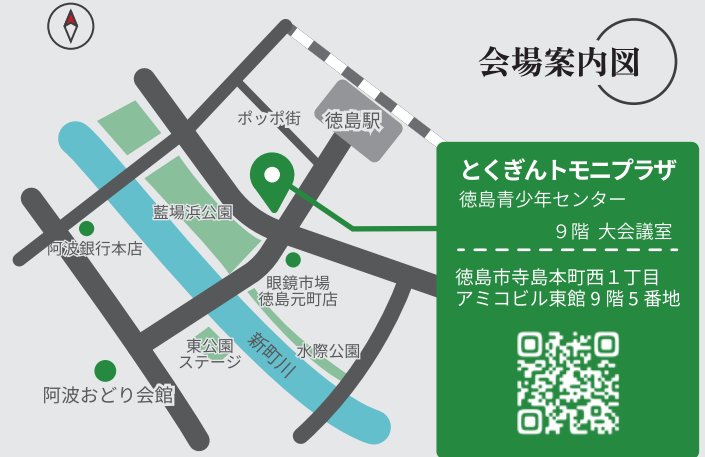 会場案内図
ポッポ街
徳島駅
藍場浜公園
阿波銀行本店
眼鏡市場
徳島元町店
東公園
ステージ
新町川
水際公園
阿波おどり会館
とくぎんトモニプラザ
徳島青少年センター
９階 大会議室
徳島市寺島本町西１丁目
アミコビル東館９階５番地